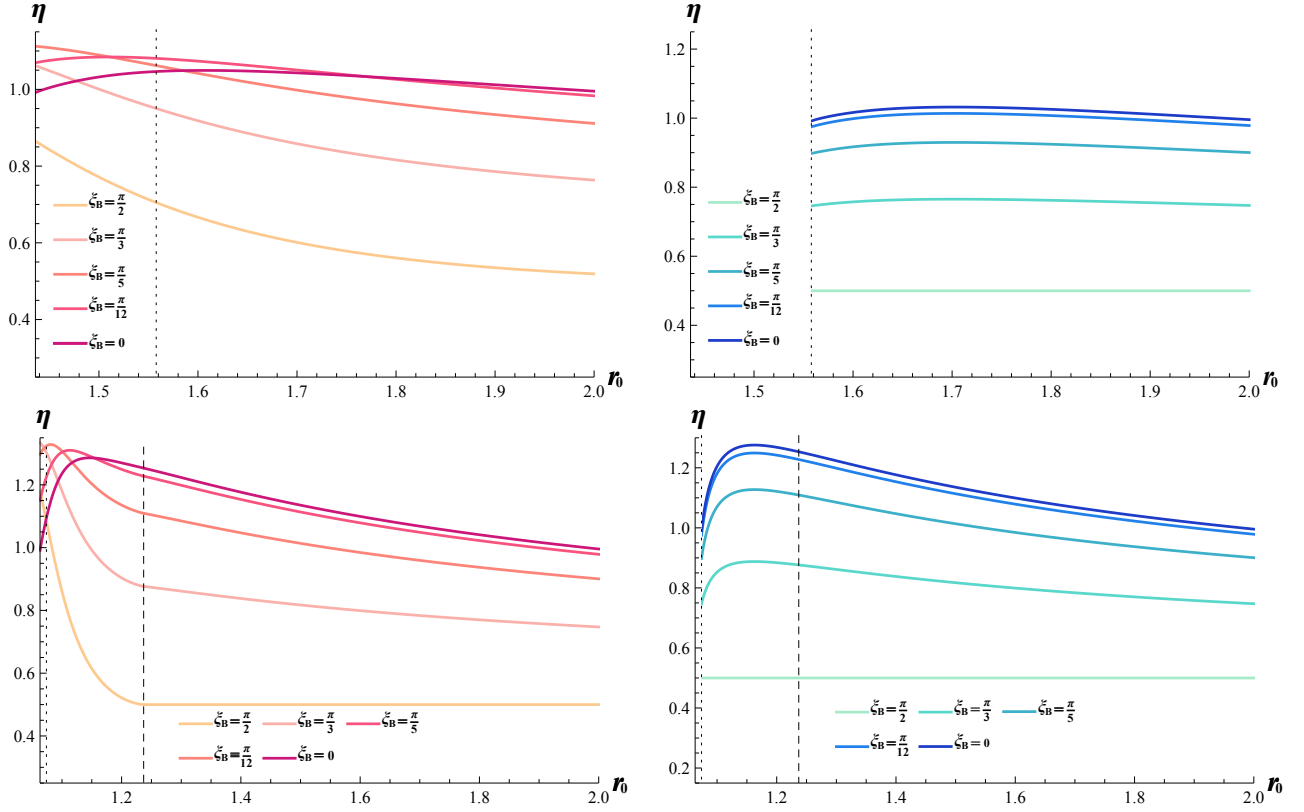 η
1.2
1.0
0.8
0.6
0.4
ξB = π/2
ξB = π/3
ξB = π/5
ξB = π/12
ξB = 0
1.5 1.6 1.7 1.8 1.9 2.0
r0
η
1.2
1.0
0.8
0.6
0.4
ξB = π/2
ξB = π/3
ξB = π/5
ξB = π/12
ξB = 0
1.5 1.6 1.7 1.8 1.9 2.0
r0
η
1.2
1.0
0.8
0.6
0.4
ξB = π/2 ξB = π/3 ξB = π/5
ξB = π/12 ξB = 0
1.2 1.4 1.6 1.8 2.0
r0
η
1.2
1.0
0.8
0.6
0.4
0.2
ξB = π/2 ξB = π/3 ξB = π/5
ξB = π/12 ξB = 0
1.2 1.4 1.6 1.8 2.0
r0